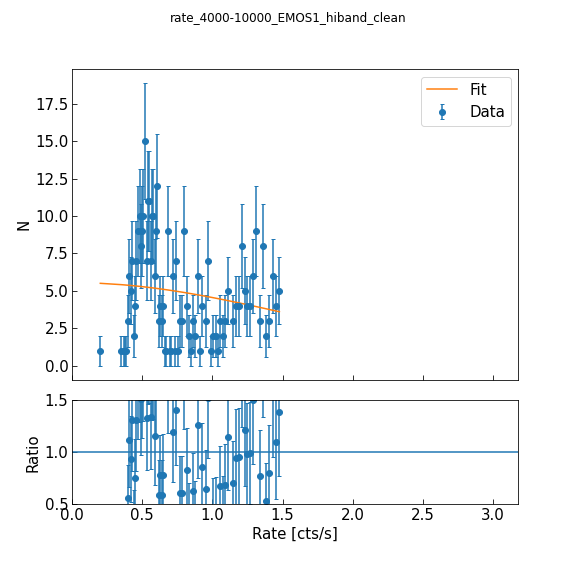 rate_4000-10000_EMOS1_hiband_clean
Fit
Data
N
17.5
15.0
12.5
10.0
7.5
5.0
2.5
0.0
Ratio
1.5
1.0
0.5
0.0 0.5 1.0 1.5 2.0 2.5 3.0
Rate [cts/s]